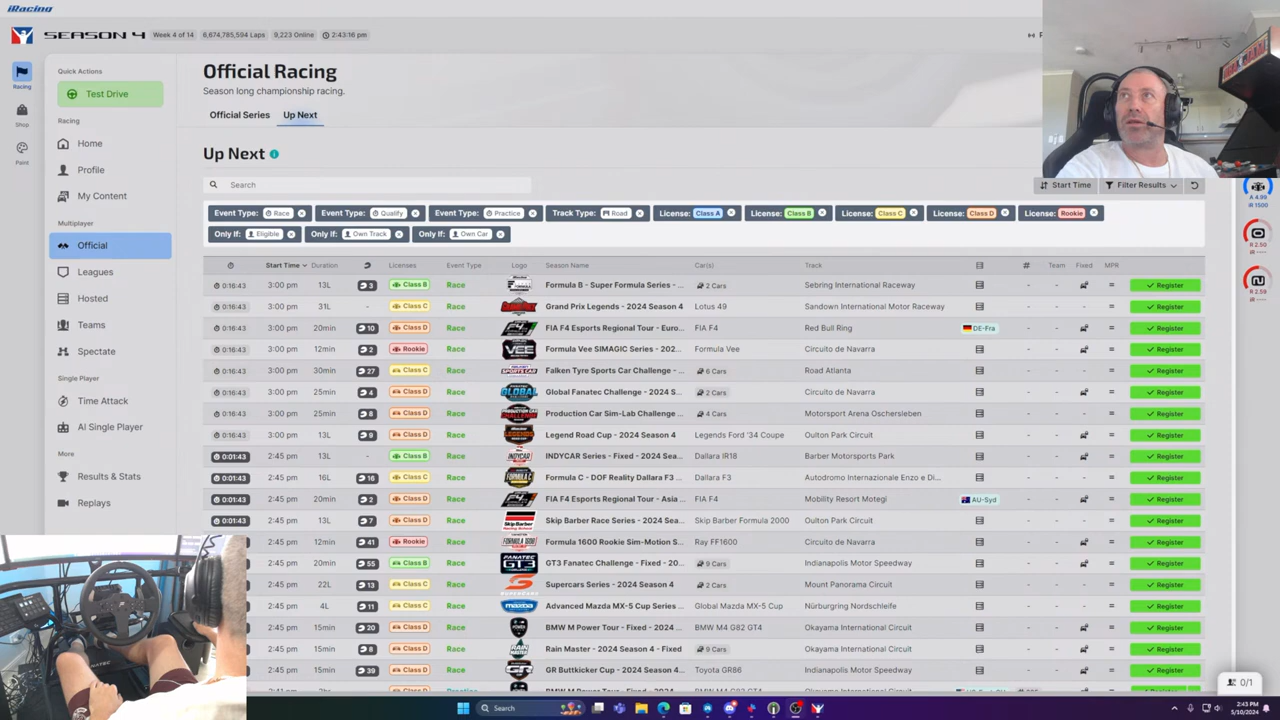 iRacing
SEASON 4 Week 4 of 14 6,674,785,594 Laps 9,223 Online 2:43:16 pm
Racing
Shop
Paint
Quick Actions
Test Drive
Racing
Home
Profile
My Content
Multiplayer
Official
Leagues
Hosted
Teams
Spectate
Single Player
Time Attack
AI Single Player
More
Results & Stats
Replays
Official Racing
Season long championship racing.
Official Series Up Next
Up Next
Search
Start Time Filter Results
Event Type: Race Event Type: Qualify Event Type: Practice Track Type: Road License: Class A License: Class B License: Class C License: Class D License: Rookie
Only If: Eligible Only If: Own Track Only If: Own Car
Start Time Duration Licenses Event Type Logo Season Name Car(s) Track # Team Fixed MPR
0:16:43 3:00 pm 13L 3 Class B Race Formula B - Super Formula Series - ... 2 Cars Sebring International Raceway - - = Register
0:16:43 3:00 pm 31L - Class C Race Grand Prix Legends - 2024 Season 4 Lotus 49 Sandown International Motor Raceway - - = Register
0:16:43 3:00 pm 20min 10 Class D Race FIA F4 Esports Regional Tour - Euro... FIA F4 Red Bull Ring DE-Fra - - = Register
0:16:43 3:00 pm 12min 2 Rookie Race Formula Vee SIMAGIC Series - 202... Formula Vee Circuito de Navarra - - = Register
0:16:43 3:00 pm 30min 27 Class C Race Falken Tyre Sports Car Challenge - ... 6 Cars Road Atlanta - - = Register
0:16:43 3:00 pm 25min 4 Class D Race Global Fanatec Challenge - 2024 S... 2 Cars Circuito de Navarra - - = Register
0:16:43 3:00 pm 25min 8 Class D Race Production Car Sim-Lab Challenge ... 4 Cars Motorsport Arena Oschersleben - - = Register
0:16:43 3:00 pm 13L 9 Class D Race Legend Road Cup - 2024 Season 4... Legends Ford '34 Coupe Oulton Park Circuit - - = Register
0:01:43 2:45 pm 13L - Class B Race INDYCAR Series - Fixed - 2024 Sea... Dallara IR18 Barber Motorsports Park - - = Register
0:01:43 2:45 pm 16L 16 Class C Race Formula C - DOF Reality Dallara F3 ... Dallara F3 Autodromo Internazionale Enzo e Di... - - = Register
0:01:43 2:45 pm 20min 2 Class D Race FIA F4 Esports Regional Tour - Asia ... FIA F4 Mobility Resort Motegi AU-Syd - - = Register
0:01:43 2:45 pm 13L 7 Class D Race Skip Barber Race Series - 2024 Sea... Skip Barber Formula 2000 Oulton Park Circuit - - = Register
2:45 pm 12min 41 Rookie Race Formula 1600 Rookie Sim-Motion S... Ray FF1600 Circuito de Navarra - - = Register
2:45 pm 20min 55 Class B Race GT3 Fanatec Challenge - Fixed - 20... 9 Cars Indianapolis Motor Speedway - - = Register
2:45 pm 22L 13 Class C Race Supercars Series - 2024 Season 4 2 Cars Mount Panorama Circuit - - = Register
2:45 pm 4L 11 Class C Race Advanced Mazda MX-5 Cup Series ... Global Mazda MX-5 Cup Nürburgring Nordschleife - - = Register
2:45 pm 15min 20 Class D Race BMW M Power Tour - Fixed - 2024 ... BMW M4 G82 GT4 Okayama International Circuit - - = Register
2:45 pm 15min 8 Class D Race Rain Master - 2024 Season 4 - Fixed 9 Cars Okayama International Circuit - - = Register
2:45 pm 15min 39 Class D Race GR Buttkicker Cup - 2024 Season 4... Toyota GR86 Indianapolis Motor Speedway - - = Register
A 4.99
iR 1500
R 2.50
R 2.59
0/1
Search
2:43 PM
5/10/2024